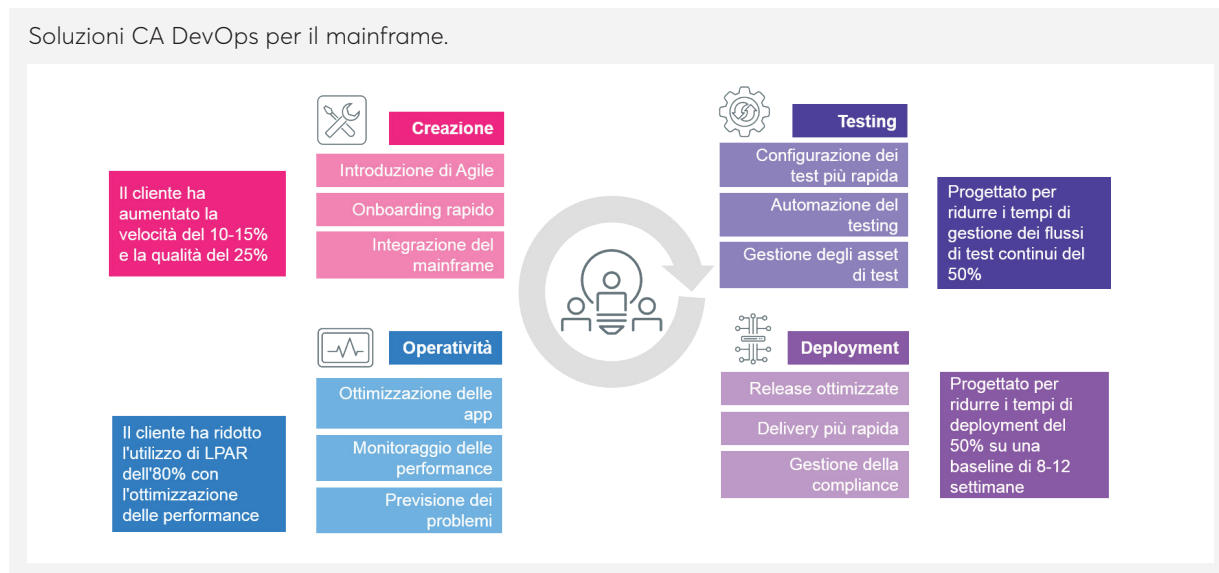 Soluzioni CA DevOps per il mainframe.
Creazione
Introduzione di Agile
Onboarding rapido
Integrazione del
mainframe
Il cliente ha
aumentato la
velocità del 10-15%
e la qualità del 25%
Testing
Configurazione dei
test più rapida
Automazione del
testing
Gestione degli asset
di test
Progettato per
ridurre i tempi di
gestione dei flussi
di test continui del
50%
Operatività
Ottimizzazione delle
app
Monitoraggio delle
performance
Previsione dei
problemi
Il cliente ha ridotto
l'utilizzo di LPAR
dell'80% con
l'ottimizzazione
delle performance
Deployment
Release ottimizzate
Delivery più rapida
Gestione della
compliance
Progettato per
ridurre i tempi di
deployment del
50% su una
baseline di 8-12
settimane